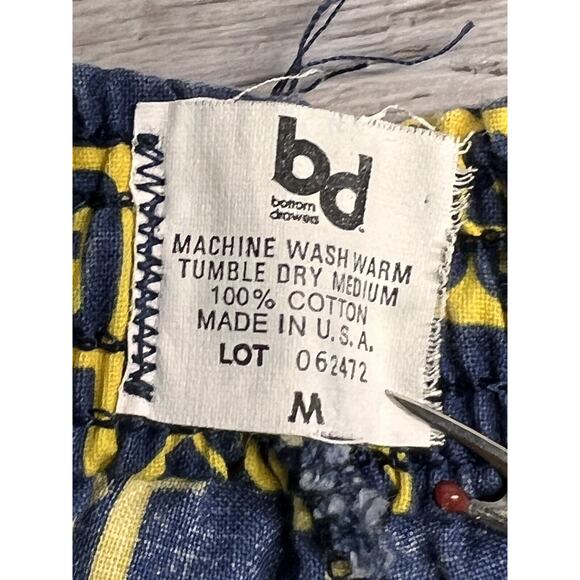 bd
bottom
drawers
MACHINE WASH WARM
TUMBLE DRY MEDIUM
100% COTTON
MADE IN U.S.A.
LOT 062472
M